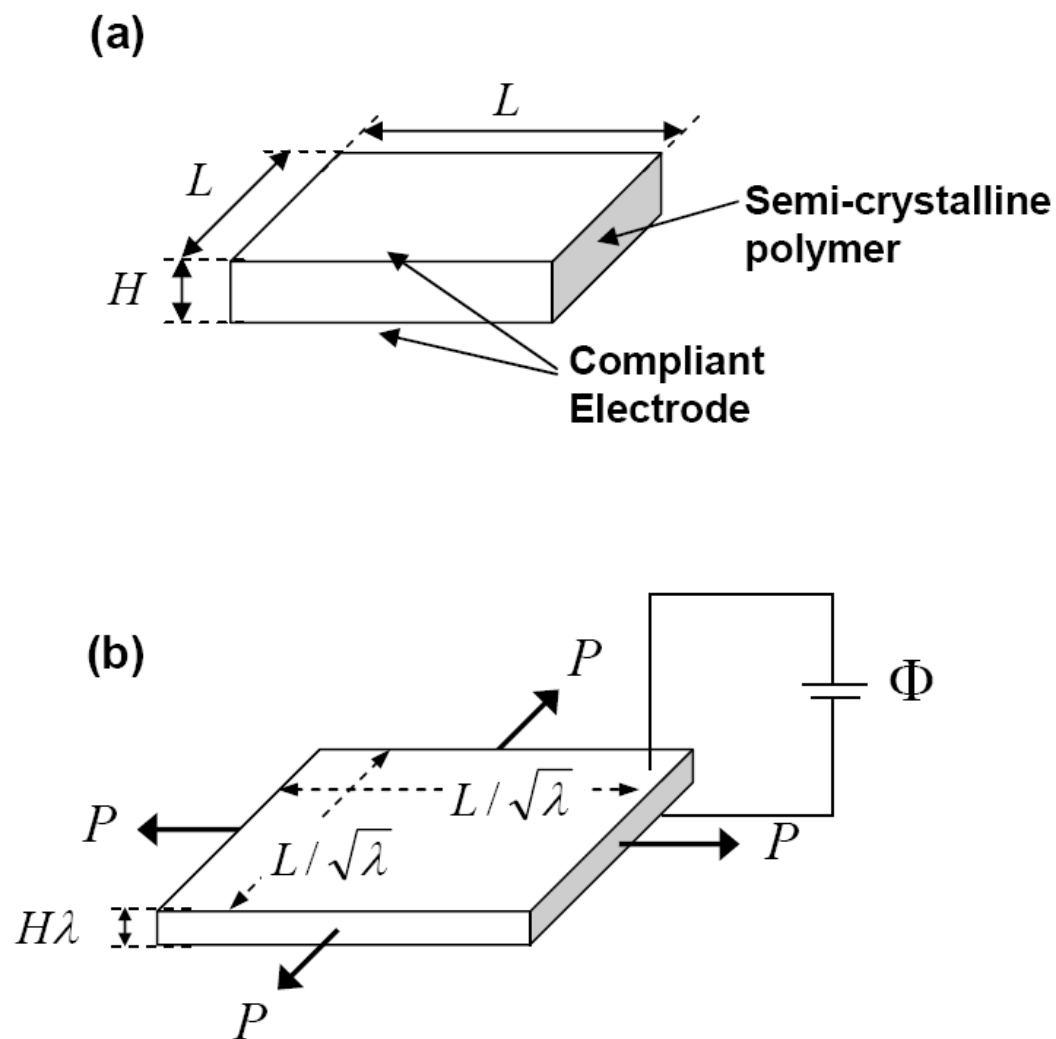 (a)
L
L
H
Semi-crystalline
polymer
Compliant
Electrode
(b)
P
Φ
L / √λ
P
P
L / √λ
Hλ
P